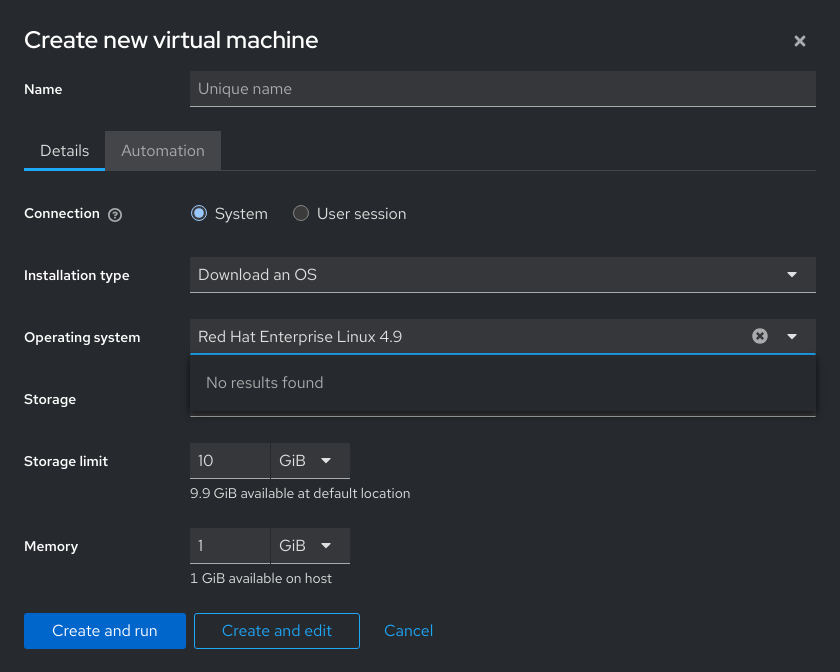 Create new virtual machine
Name
Unique name
Details Automation
Connection
System User session
Installation type
Download an OS
Operating system
Red Hat Enterprise Linux 4.9
No results found
Storage
Storage limit
10 GiB
9.9 GiB available at default location
Memory
1 GiB
1 GiB available on host
Create and run Create and edit Cancel